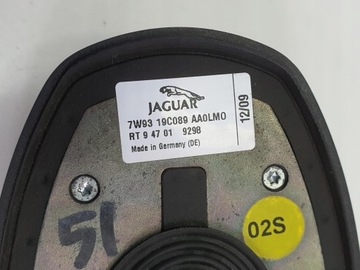 JAGUAR
7W93 19C089 AA0LMO
RT 9 47 01 9298
Made in Germany (DE)
12/09
51
02S